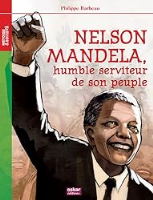 Philippe Barbeau
NELSON
MANDELA,
humble serviteur
de son peuple
oskar
éditeur